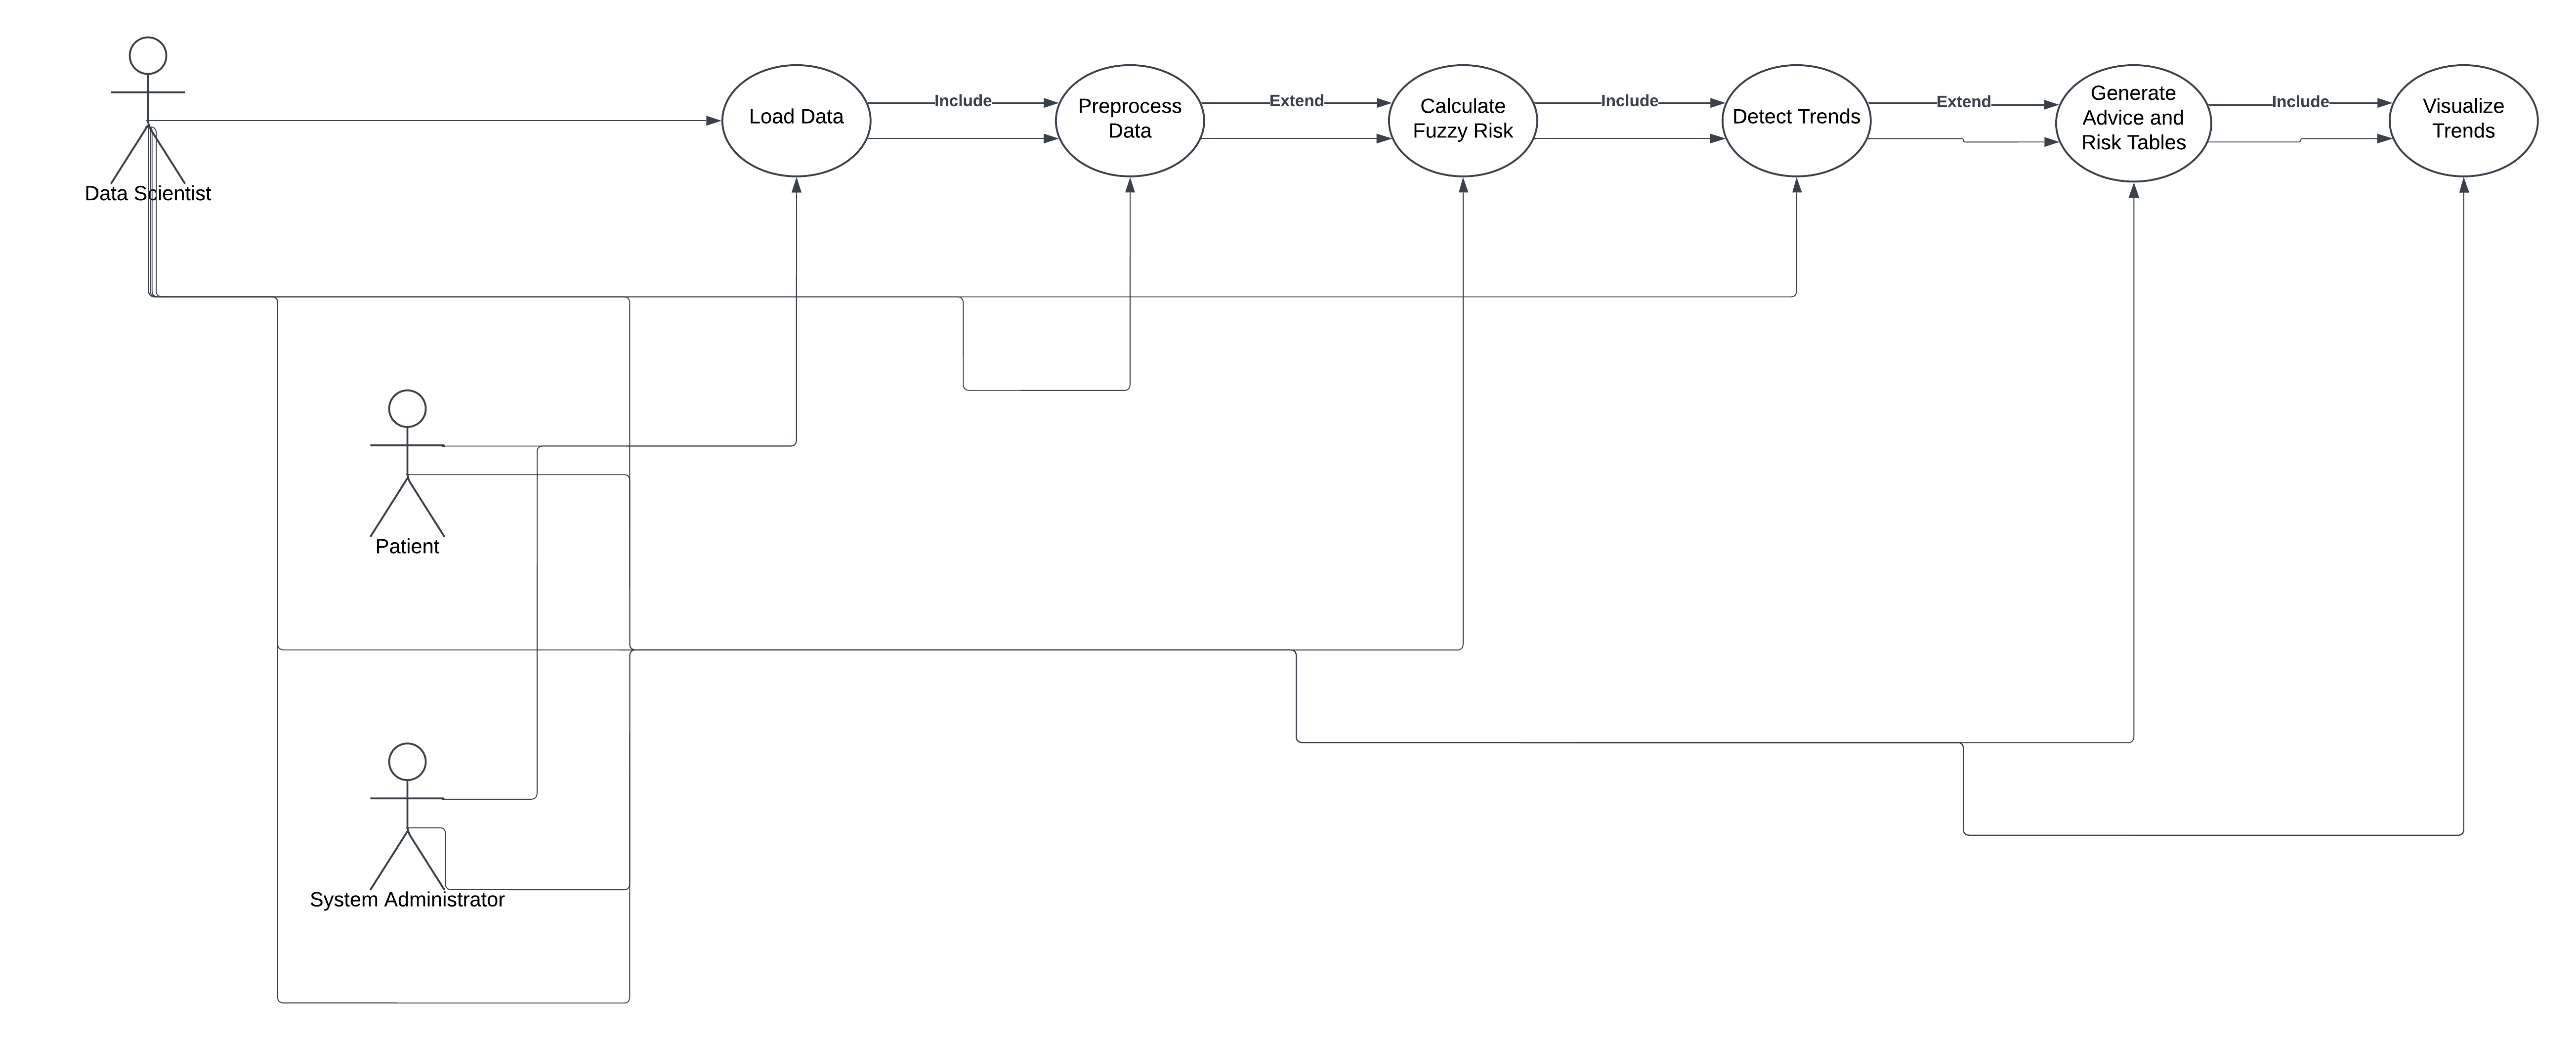 Load Data
Include
Preprocess
Data
Extend
Calculate
Fuzzy Risk
Include
Detect Trends
Extend
Generate
Advice and
Risk Tables
Include
Visualize
Trends
Data Scientist
Patient
System Administrator